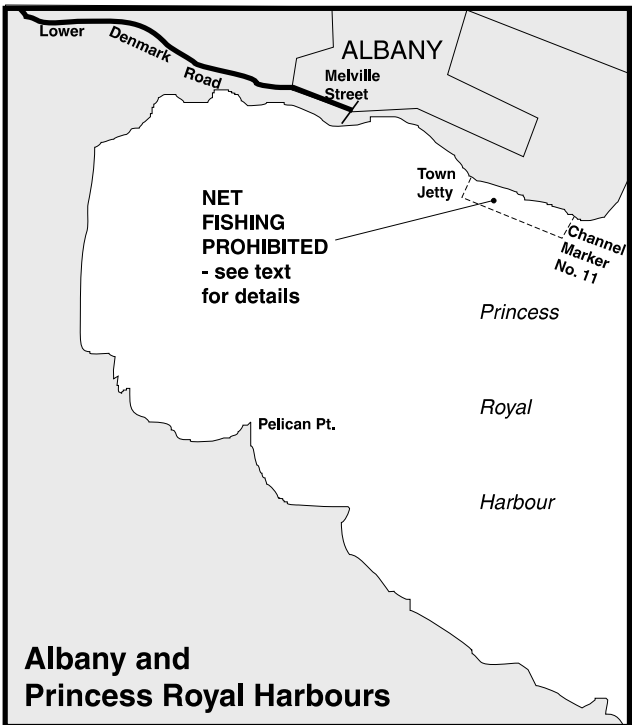 Lower Denmark Road
ALBANY
Melville
Street
Town
Jetty
NET
FISHING
PROHIBITED
- see text
for details
Channel
Marker
No. 11
Princess
Royal
Harbour
Pelican Pt.
Albany and
Princess Royal Harbours